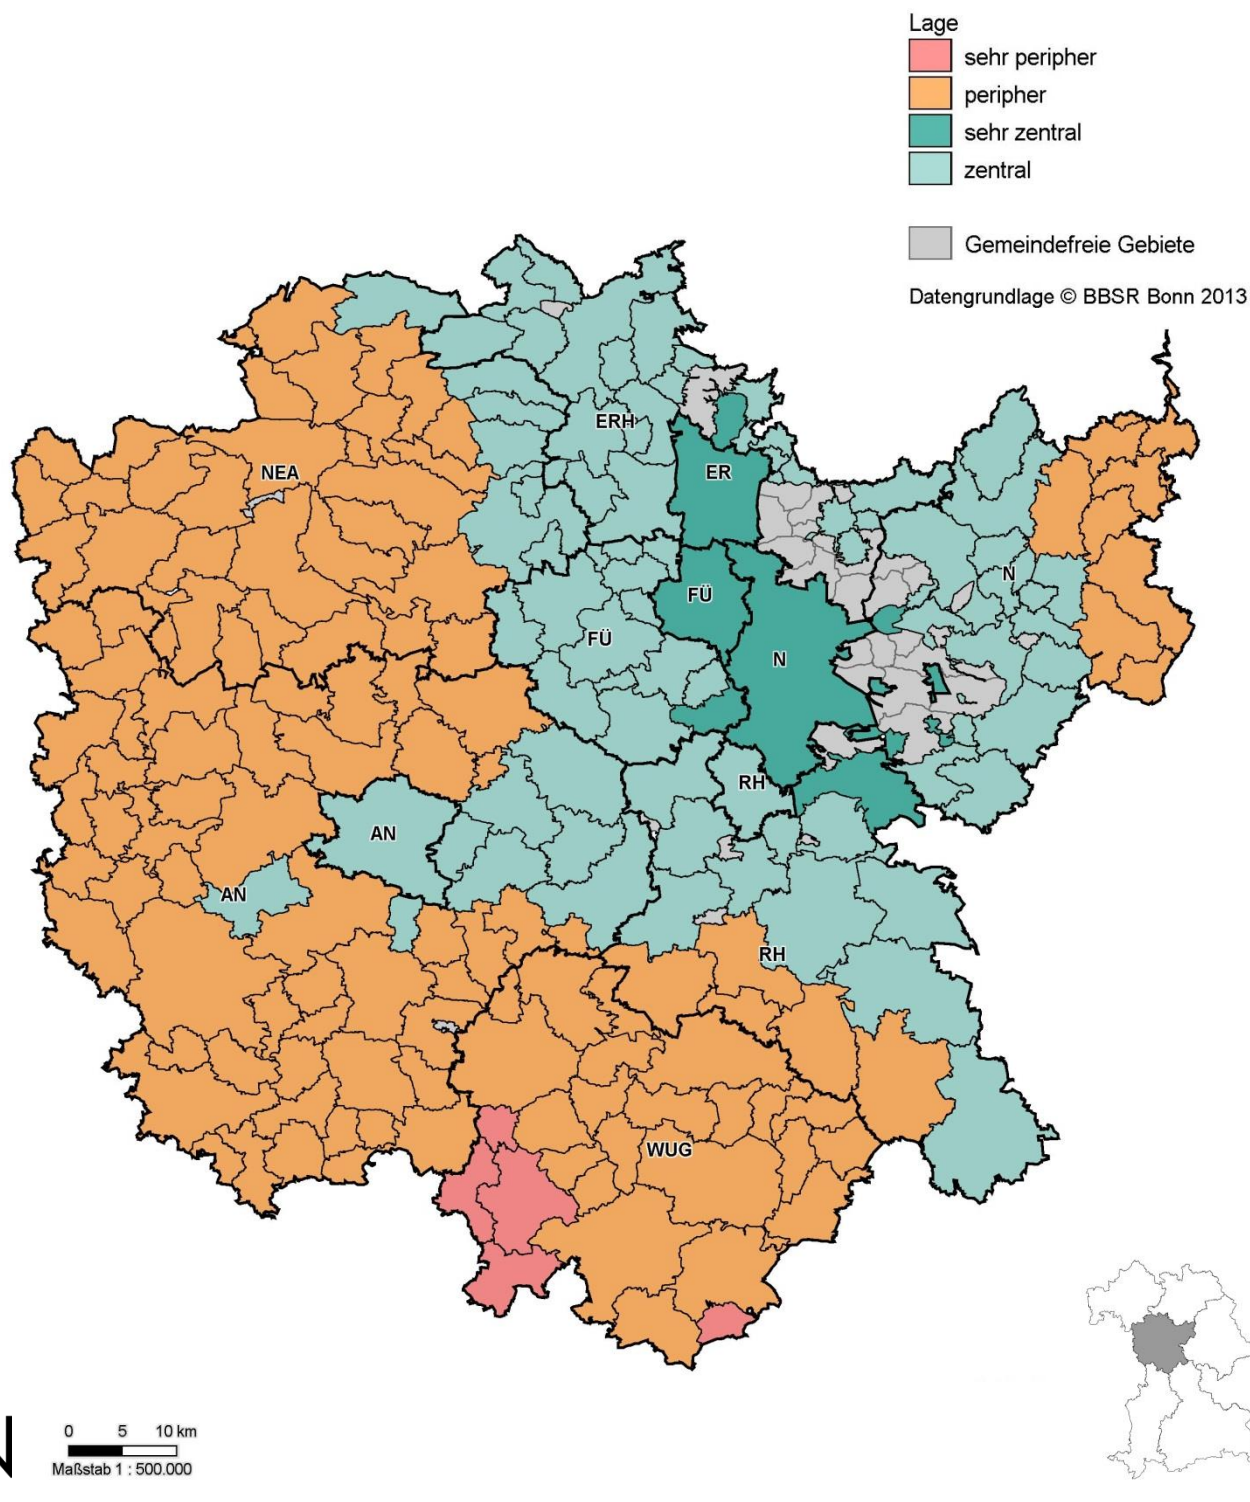 Lage
sehr peripher
peripher
sehr zentral
zentral
Gemeindefreie Gebiete
Datengrundlage © BBSR Bonn 2013
ERH
NEA
ER
N
FÜ
FÜ
N
RH
AN
AN
RH
WUG
0 5 10 km
Maßstab 1 : 500.000